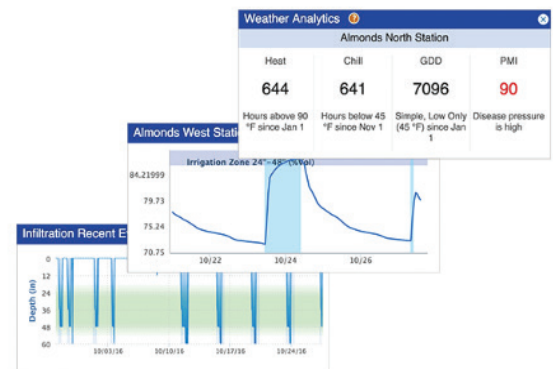 Weather Analytics ?
Almonds North Station
Heat Chill GDD PMI
644 641 7096 90
Hours above 90 °F since Jan 1
Hours below 45 °F since Nov 1
Simple, Low Only (45 °F) since Jan 1
Disease pressure is high
Almonds West Stati
Irrigation Zone 24"-48" (%Vol)
84.21999
79.73
75.24
70.75
10/22 10/24 10/26
Infiltration Recent E
Depth (in)
0
12
24
36
48
60
10/03/16 10/10/16 10/17/16 10/24/16